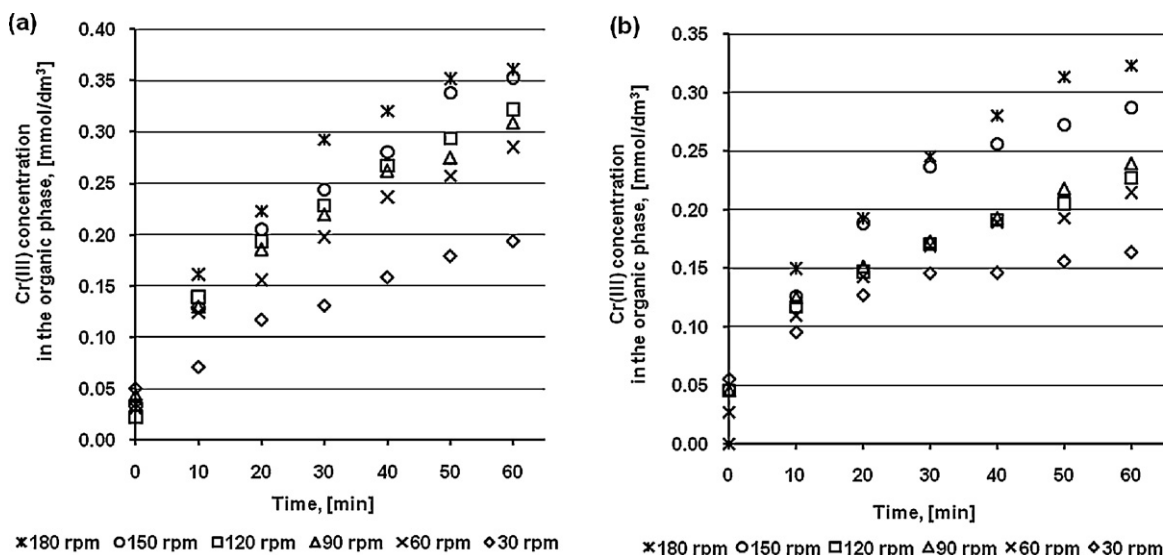 (a)
Cr(III) concentration
in the organic phase, [mmol/dm³]
0.40
0.35
0.30
0.25
0.20
0.15
0.10
0.05
0.00
0 10 20 30 40 50 60
Time, [min]
180 rpm 150 rpm 120 rpm 90 rpm 60 rpm 30 rpm
(b)
Cr(III) concentration
in the organic phase, [mmol/dm³]
0.35
0.30
0.25
0.20
0.15
0.10
0.05
0.00
0 10 20 30 40 50 60
Time, [min]
180 rpm 150 rpm 120 rpm 90 rpm 60 rpm 30 rpm